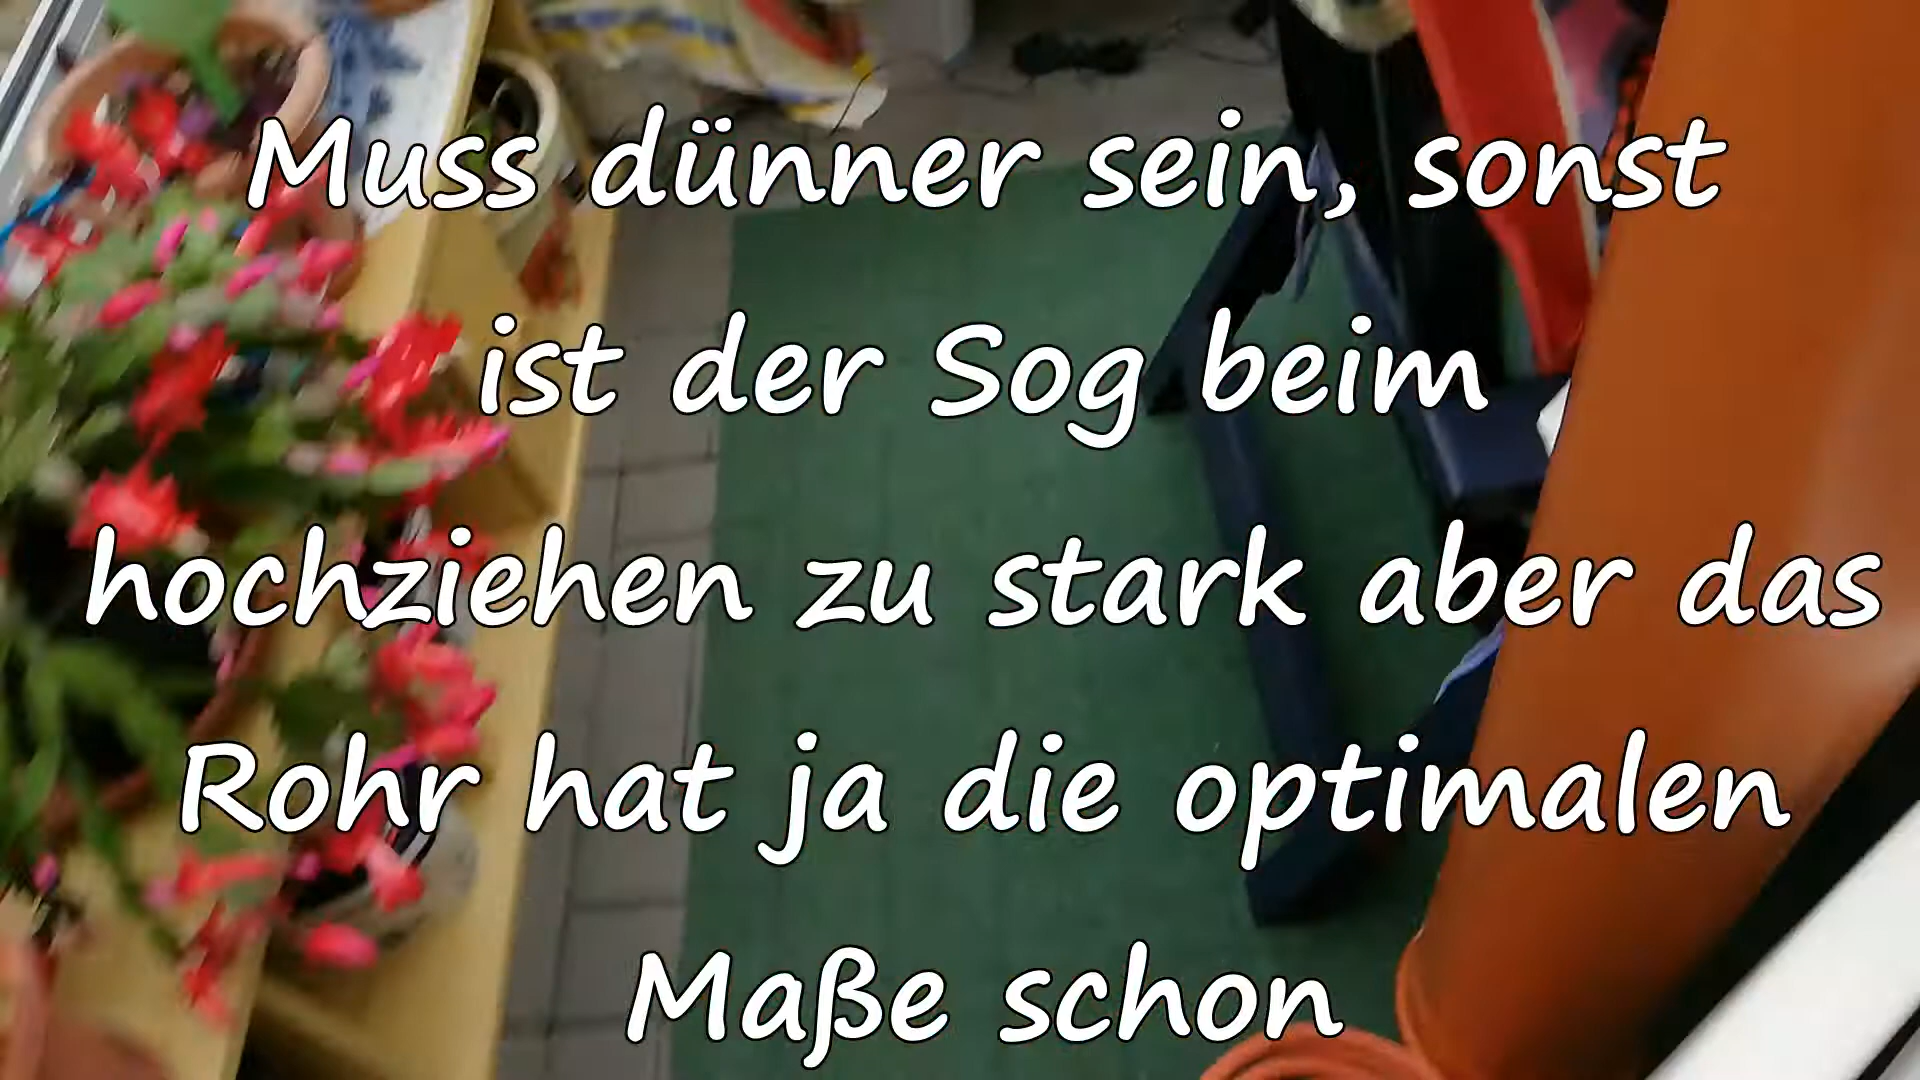 Muss dünner sein, sonst
ist der Sog beim
hochziehen zu stark aber das
Rohr hat ja die optimalen
Maße schon